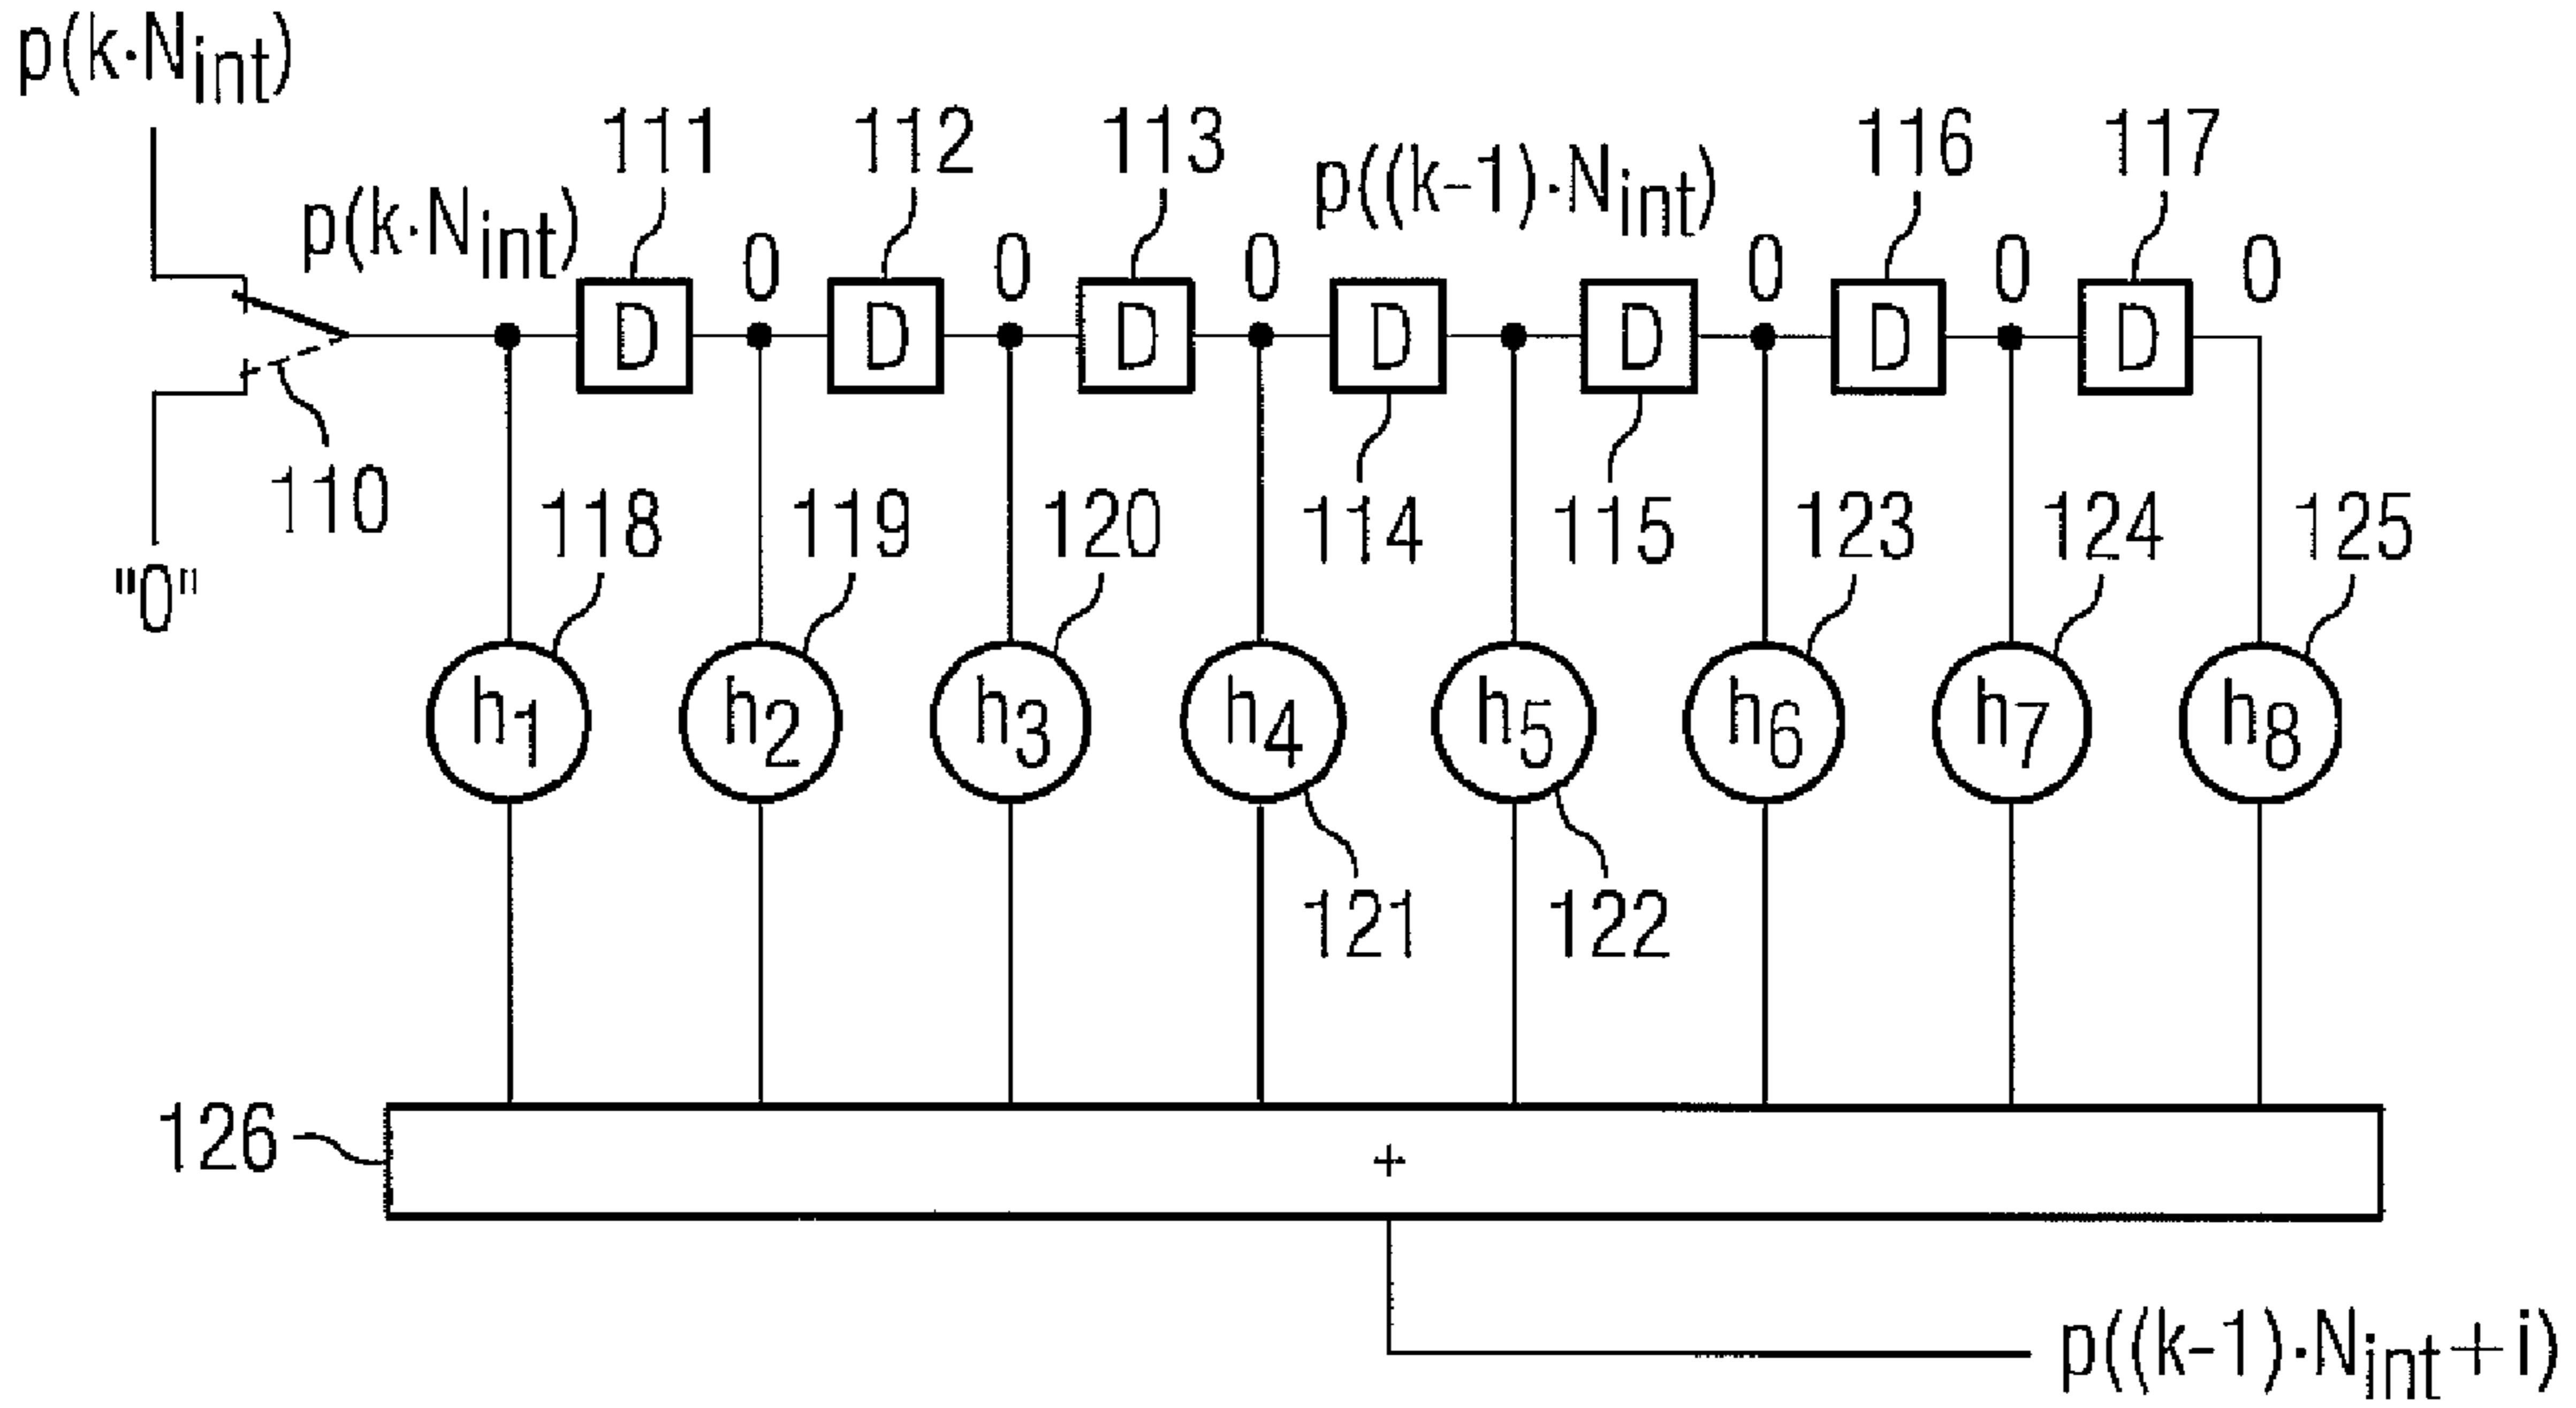 p(k·Nint)
111 112 113 116 117
p(k·Nint) p((k-1)·Nint)
0 0 0 0 0 0
D D D D D D D
110 "0"
114 115
118 119 120 123 124 125
h1 h2 h3 h4 h5 h6 h7 h8
121 122
126 +
p((k-1)·Nint+i)